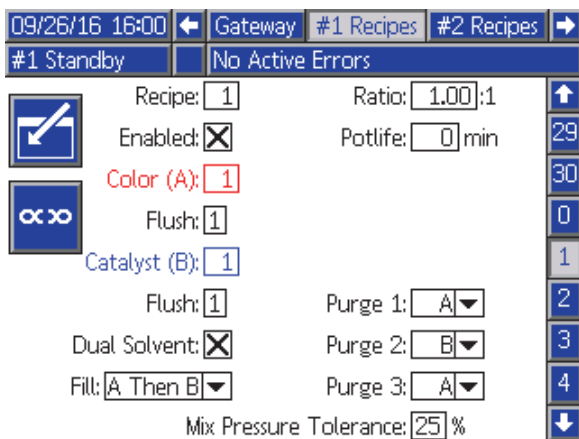 09/26/16 16:00 Gateway #1 Recipes #2 Recipes
#1 Standby No Active Errors
Recipe: 1 Ratio: 1.00 :1
Enabled: Potlife: 0 min 29
Color (A): 1 30
Flush: 1 0
Catalyst (B): 1 1
Flush: 1 Purge 1: A 2
Dual Solvent: Purge 2: B 3
Fill: A Then B Purge 3: A 4
Mix Pressure Tolerance: 25 %